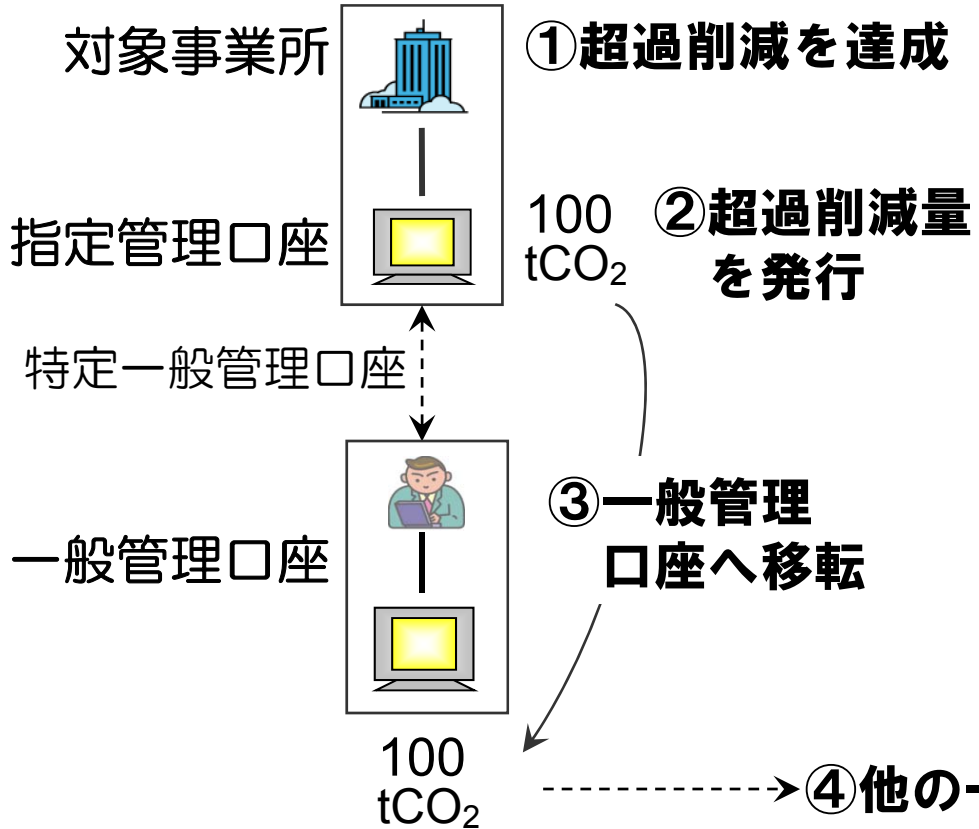 対象事業所
①超過削減を達成
指定管理口座
100
tCO₂
②超過削減量
を発行
特定一般管理口座
一般管理口座
③一般管理
口座へ移転
100
tCO₂
④他の